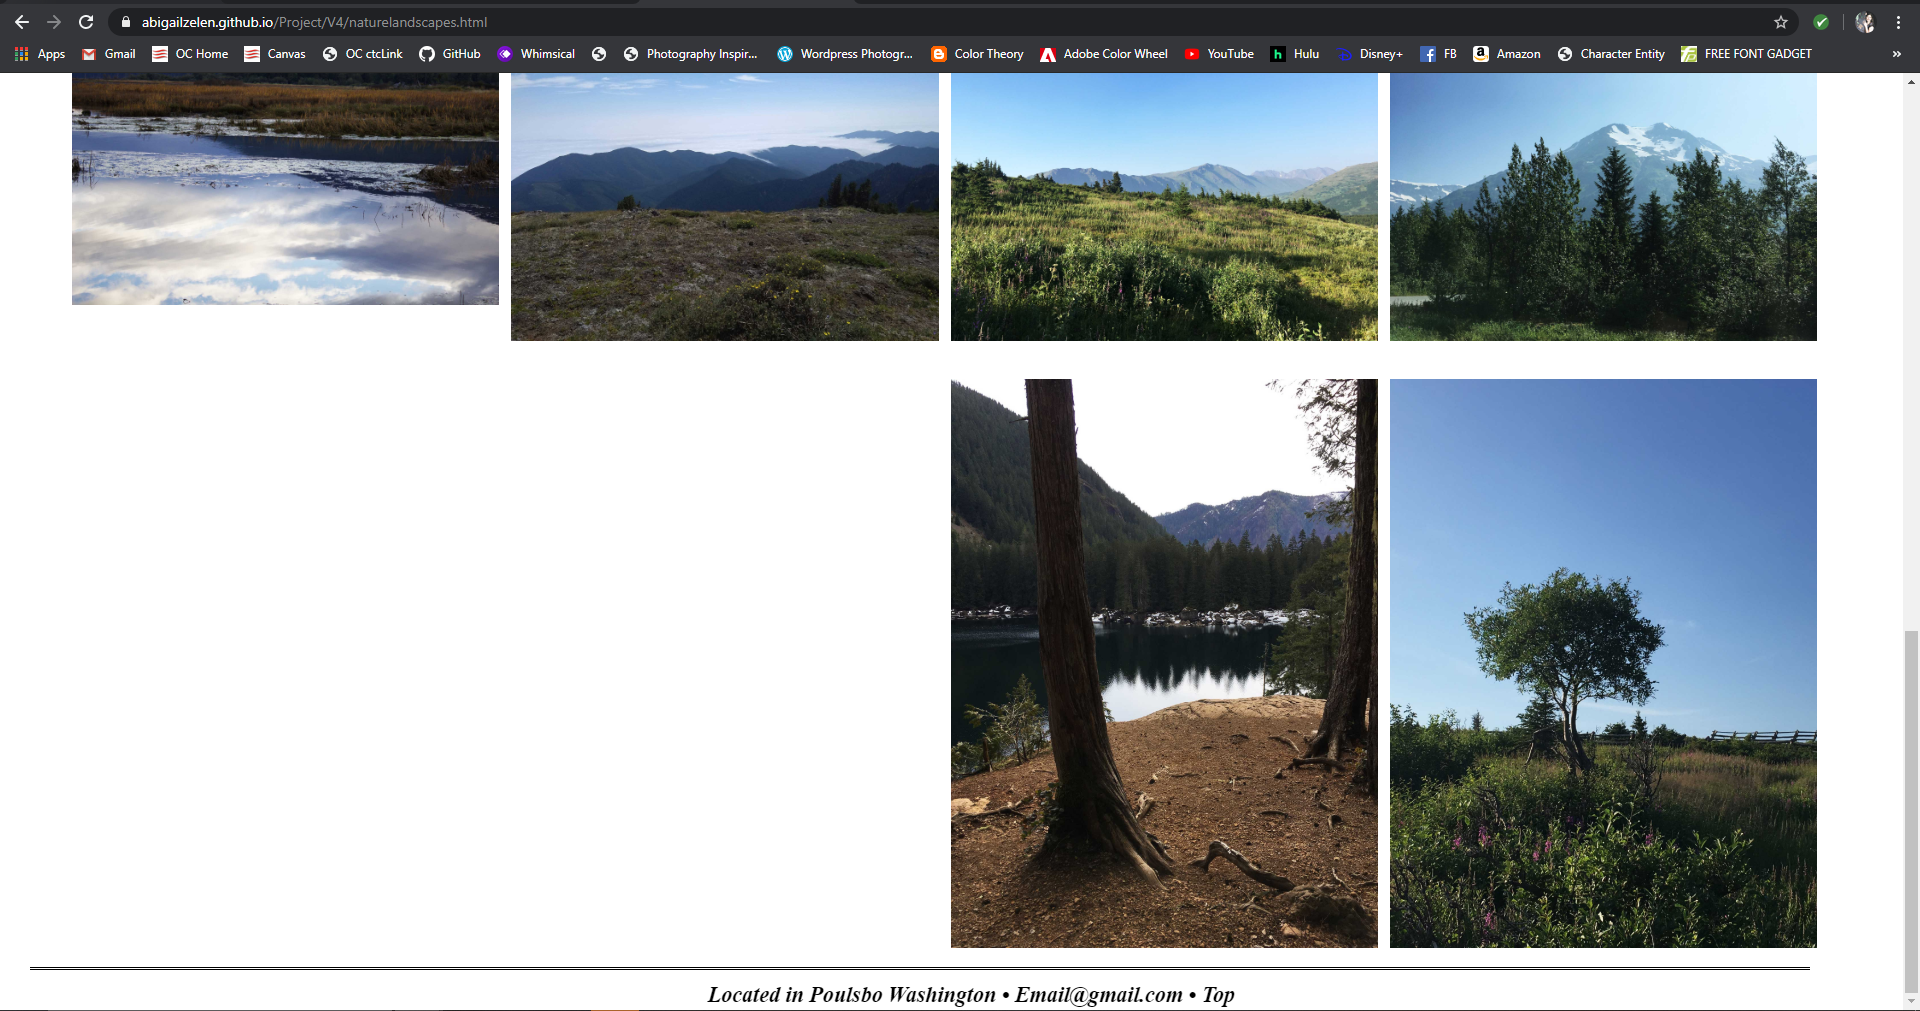 abigailzelen.github.io/Project/V4/naturelandscapes.html
Apps Gmail OC Home Canvas OC ctcLink GitHub Whimsical Photography Inspir... Wordpress Photogr... Color Theory Adobe Color Wheel YouTube Hulu Disney+ FB Amazon Character Entity FREE FONT GADGET »
Located in Poulsbo Washington • Email@gmail.com • Top